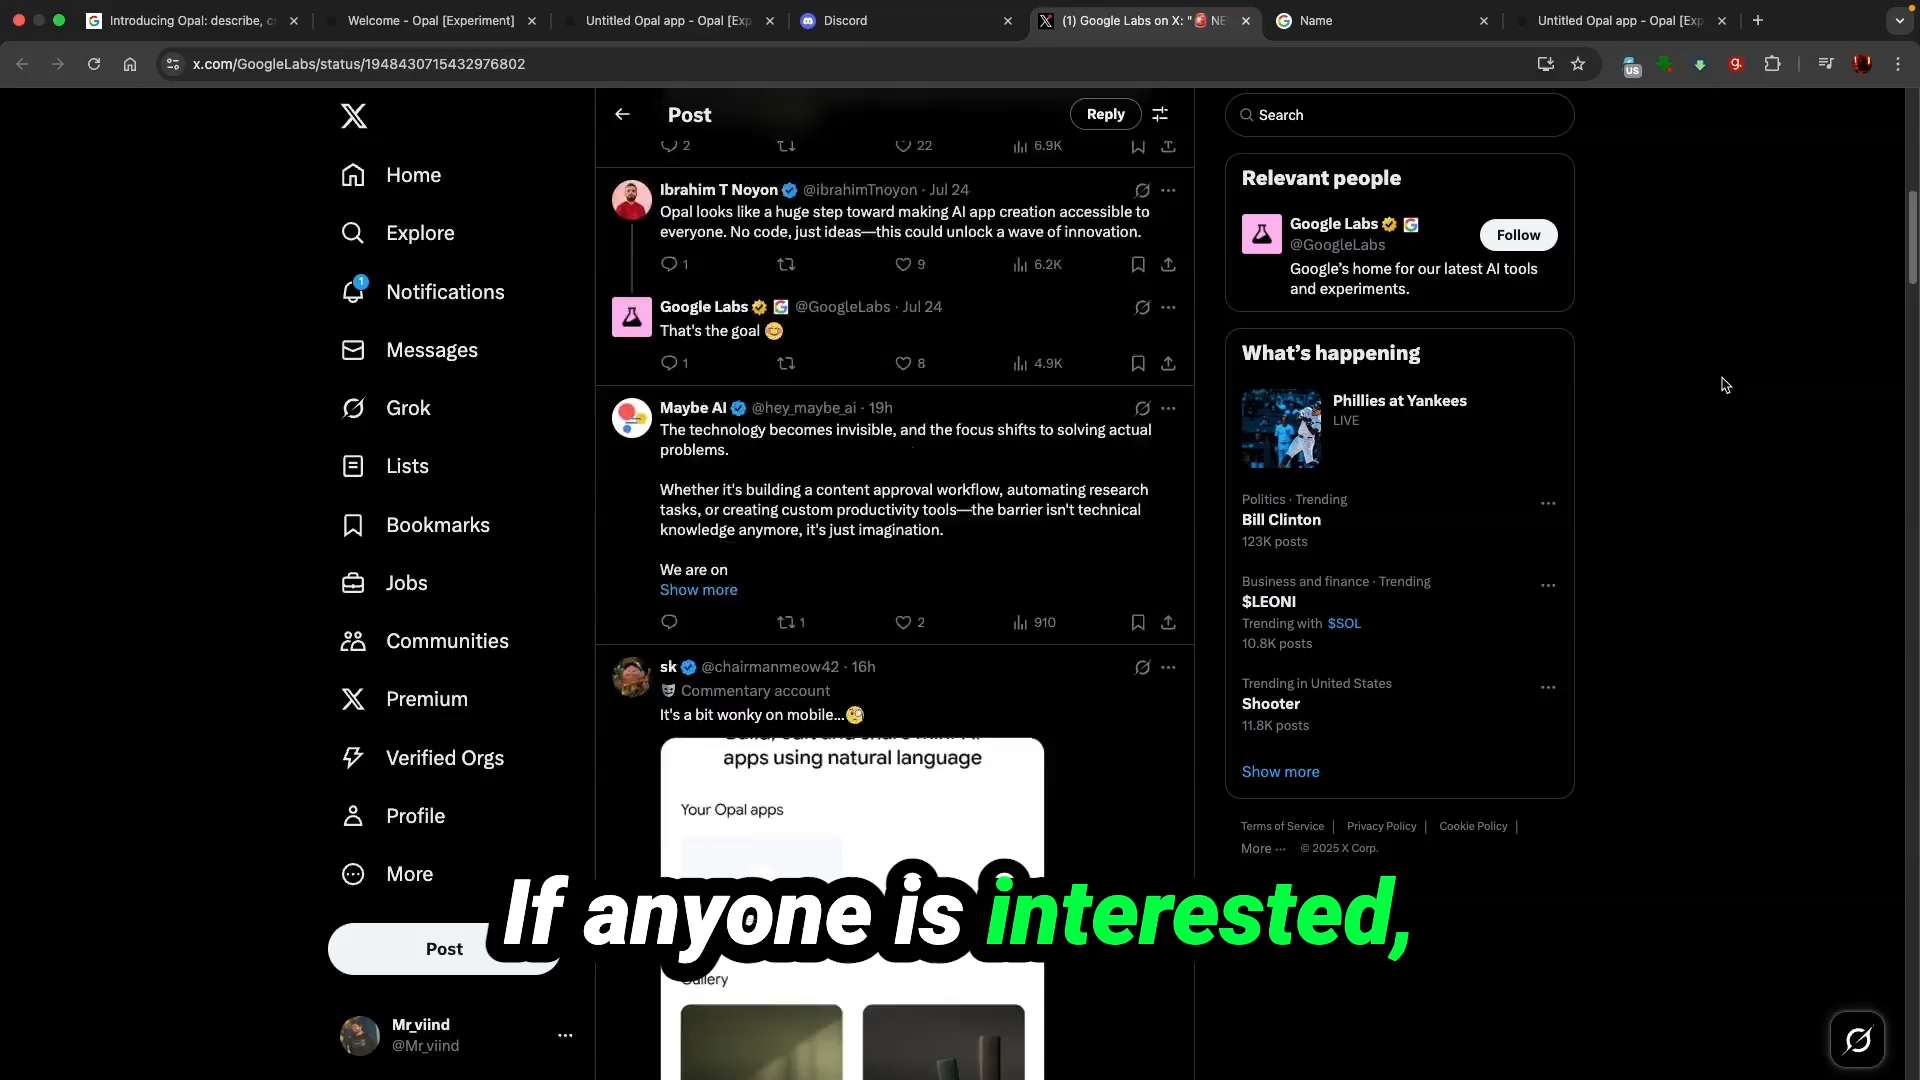 Introducing Opal: describe, c
Welcome - Opal [Experiment]
Untitled Opal app - Opal [Exp
Discord
(1) Google Labs on X: "🚨 NE
Name
Untitled Opal app - Opal [Exp
x.com/GoogleLabs/status/1948430715432976802
US
g.
Home
Explore
1
Notifications
Messages
Grok
Lists
Bookmarks
Jobs
Communities
Premium
Verified Orgs
Profile
More
Post
Mr_viind
@Mr_viind
Post
Reply
2 22 6.9K
Ibrahim T Noyon @ibrahimTnoyon · Jul 24
Opal looks like a huge step toward making AI app creation accessible to
everyone. No code, just ideas—this could unlock a wave of innovation.
1 9 6.2K
Google Labs @GoogleLabs · Jul 24
That's the goal 😊
1 8 4.9K
Maybe AI @hey_maybe_ai · 19h
The technology becomes invisible, and the focus shifts to solving actual
problems.
Whether it's building a content approval workflow, automating research
tasks, or creating custom productivity tools—the barrier isn't technical
knowledge anymore, it's just imagination.
We are on
Show more
1 2 910
sk @chairmanmeow42 · 16h
Commentary account
It's a bit wonky on mobile...🧐
apps using natural language
Your Opal apps
Gallery
If anyone is interested,
Search
Relevant people
Google Labs
@GoogleLabs
Follow
Google's home for our latest AI tools
and experiments.
What's happening
Phillies at Yankees
LIVE
Politics · Trending
Bill Clinton
123K posts
Business and finance · Trending
$LEONI
Trending with $SOL
10.8K posts
Trending in United States
Shooter
11.8K posts
Show more
Terms of Service | Privacy Policy | Cookie Policy |
More ··· © 2025 X Corp.